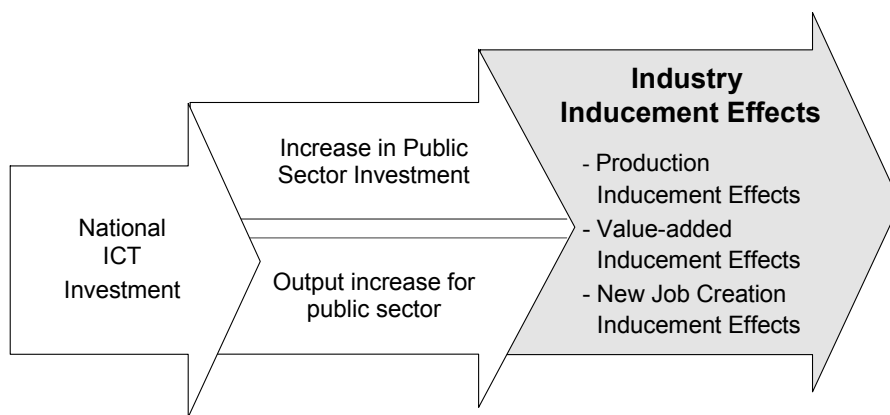 National
ICT
Investment
Increase in Public
Sector Investment
Output increase for
public sector
Industry
Inducement Effects
- Production
Inducement Effects
- Value-added
Inducement Effects
- New Job Creation
Inducement Effects